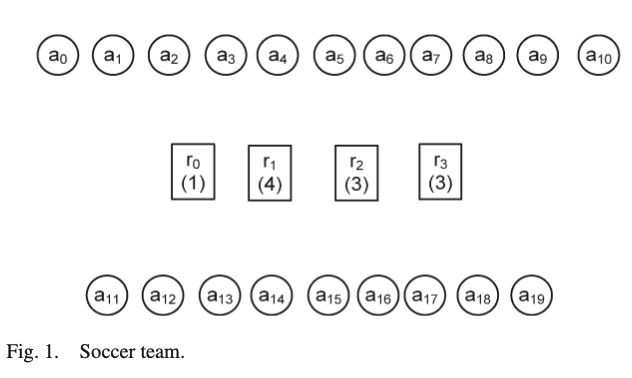 a₀ a₁ a₂ a₃ a₄ a₅ a₆ a₇ a₈ a₉ a₁₀
r₀ r₁ r₂ r₃
(1) (4) (3) (3)
a₁₁ a₁₂ a₁₃ a₁₄ a₁₅ a₁₆ a₁₇ a₁₈ a₁₉
Fig. 1. Soccer team.